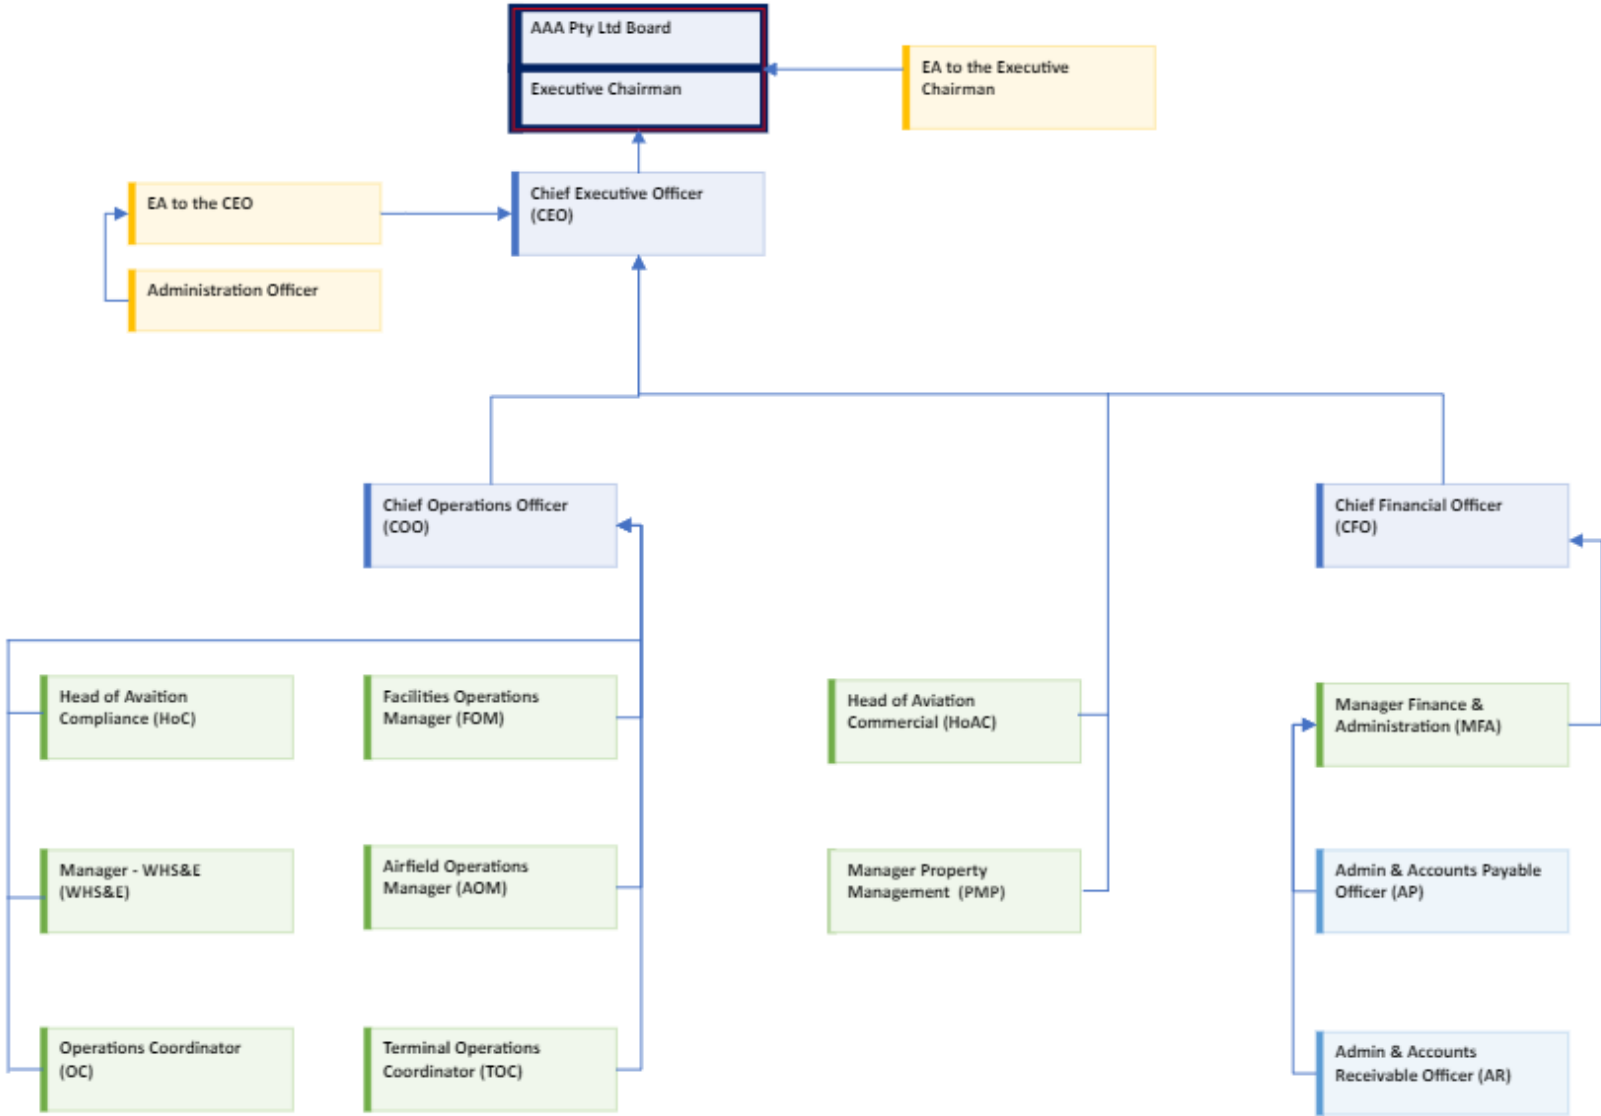 AAA Pty Ltd Board
Executive Chairman
EA to the Executive
Chairman
EA to the CEO
Chief Executive Officer
(CEO)
Administration Officer
Chief Operations Officer
(COO)
Chief Financial Officer
(CFO)
Head of Avaition
Compliance (HoC)
Facilities Operations
Manager (FOM)
Head of Aviation
Commercial (HoAC)
Manager Finance &
Administration (MFA)
Manager - WHS&E
(WHS&E)
Airfield Operations
Manager (AOM)
Manager Property
Management (PMP)
Admin & Accounts Payable
Officer (AP)
Operations Coordinator
(OC)
Terminal Operations
Coordinator (TOC)
Admin & Accounts
Receivable Officer (AR)